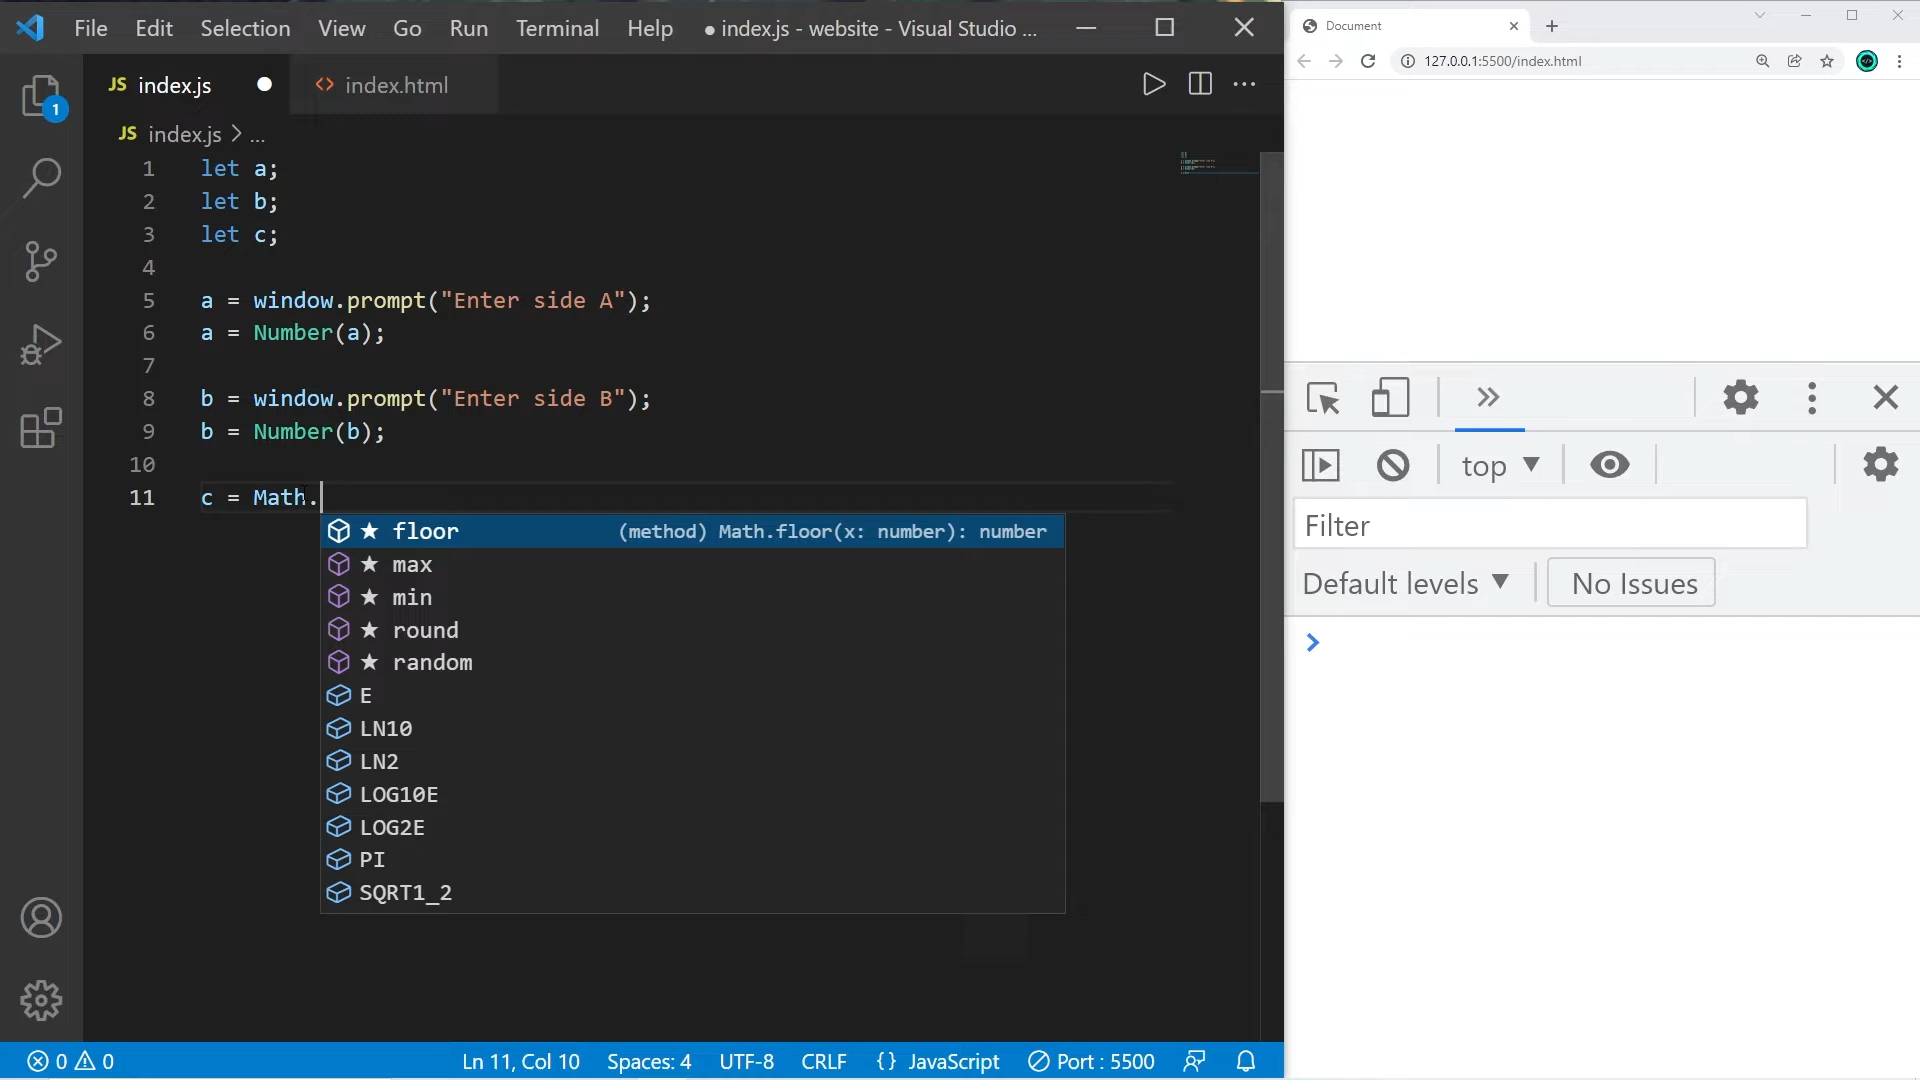 File Edit Selection View Go Run Terminal Help ● index.js - website - Visual Studio ...
JS index.js ● <> index.html
1
JS index.js > ...
1 let a;
2 let b;
3 let c;
4
5 a = window.prompt("Enter side A");
6 a = Number(a);
7
8 b = window.prompt("Enter side B");
9 b = Number(b);
10
11 c = Math.
★ floor (method) Math.floor(x: number): number
★ max
★ min
★ round
★ random
E
LN10
LN2
LOG10E
LOG2E
PI
SQRT1_2
0 0 Ln 11, Col 10 Spaces: 4 UTF-8 CRLF {} JavaScript Port : 5500
Document
127.0.0.1:5500/index.html
top ▼
Filter
Default levels ▼ No Issues